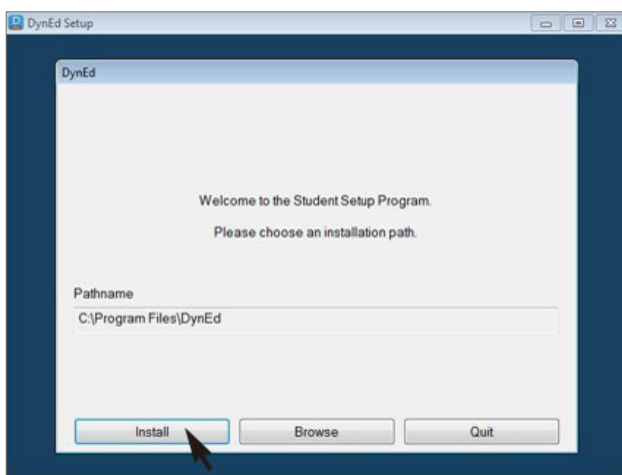 DynEd Setup
DynEd
Welcome to the Student Setup Program.
Please choose an installation path.
Pathname
C:\Program Files\DynEd
Install
Browse
Quit